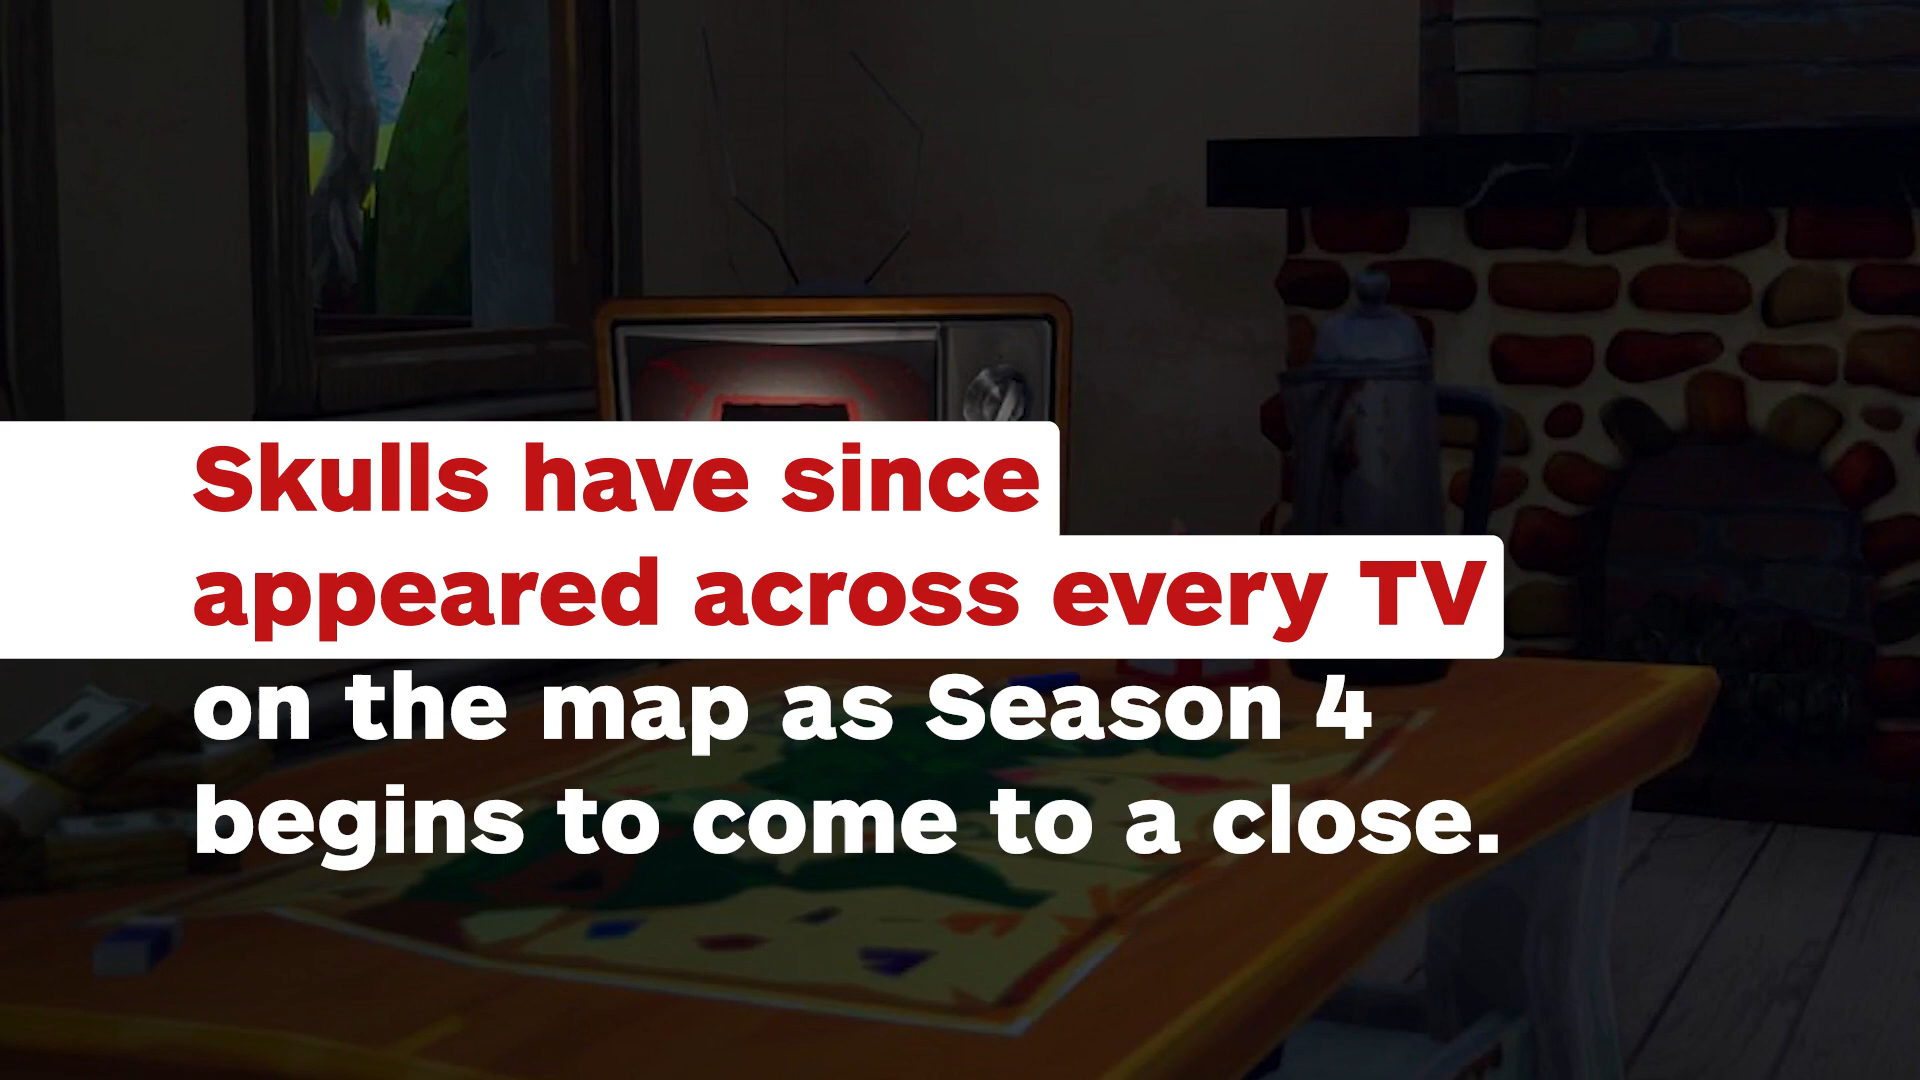 Skulls have since
appeared across every TV
on the map as Season 4
begins to come to a close.